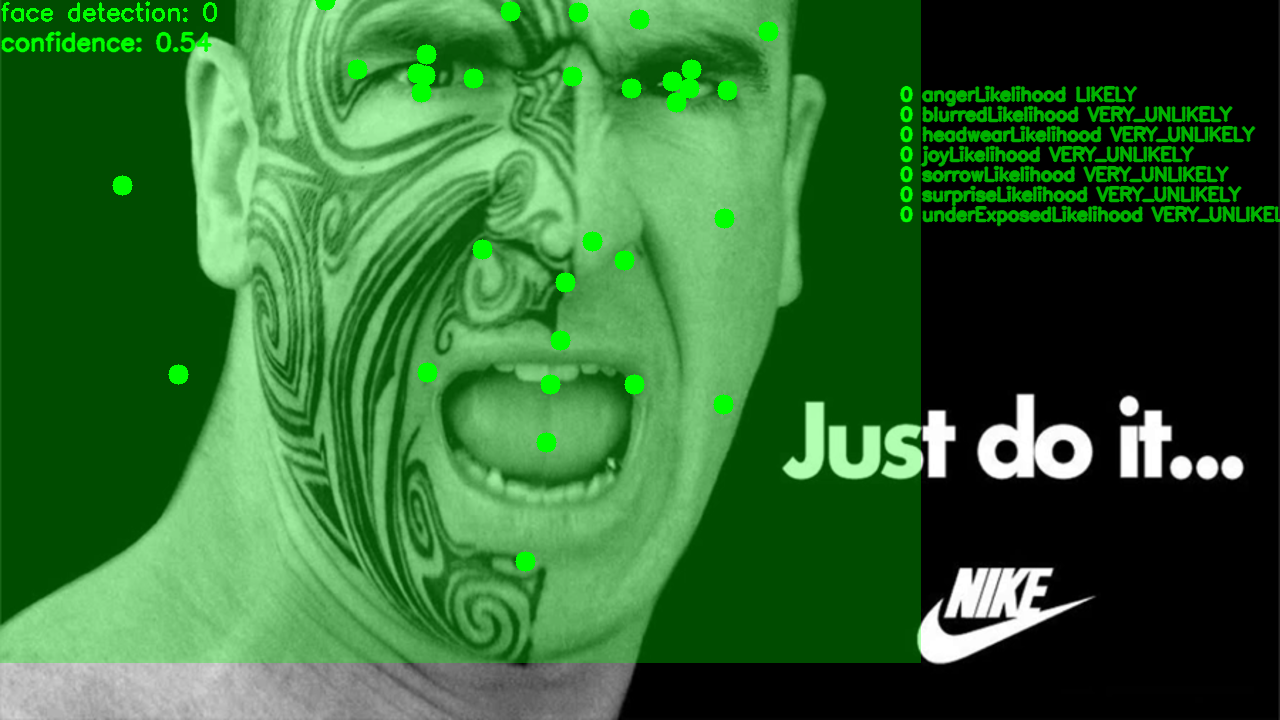 face detection: 0
confidence: 0.54
0 angerLikelihood LIKELY
0 blurredLikelihood VERY_UNLIKELY
0 headwearLikelihood VERY_UNLIKELY
0 joyLikelihood VERY_UNLIKELY
0 sorrowLikelihood VERY_UNLIKELY
0 surpriseLikelihood VERY_UNLIKELY
0 underExposedLikelihood VERY_UNLIKEL
Just do it...
NIKE